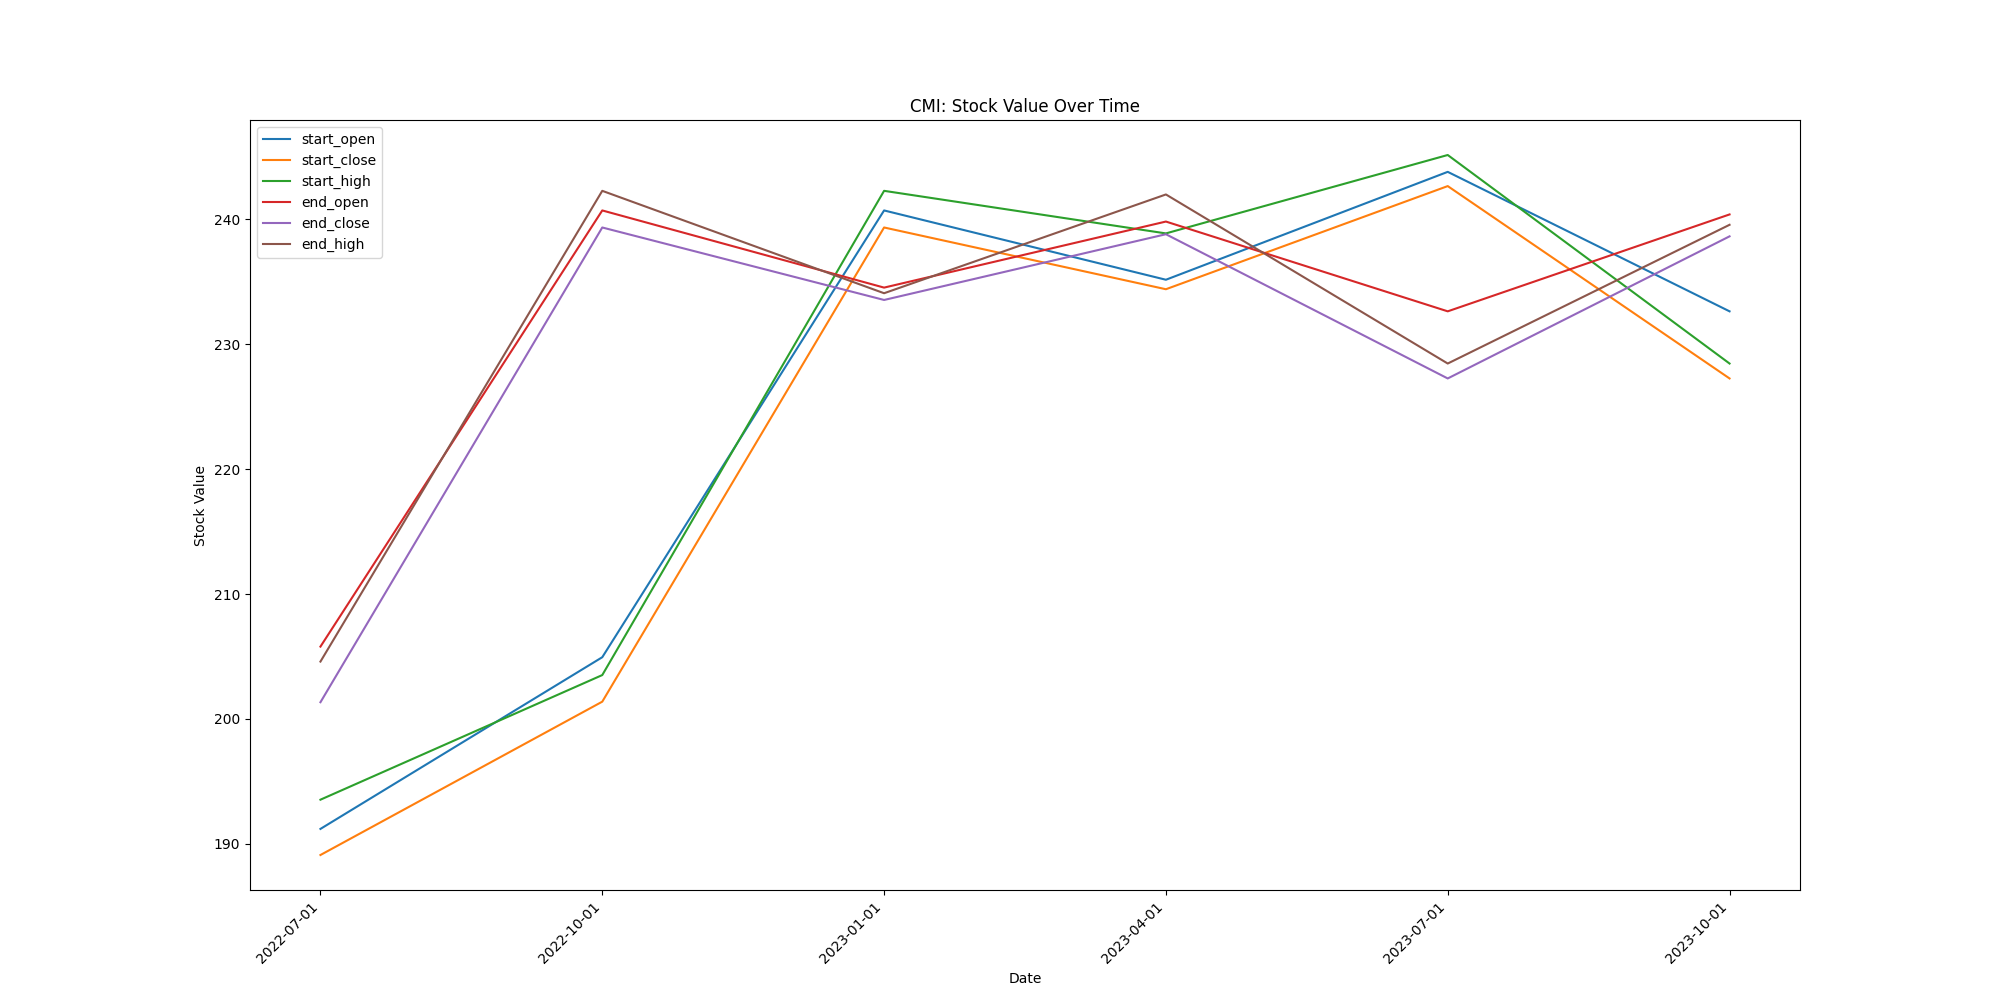 CMI: Stock Value Over Time
start_open
start_close
start_high
end_open
end_close
end_high
240
230
220
210
200
190
Stock Value
2022-07-01
2022-10-01
2023-01-01
2023-04-01
2023-07-01
2023-10-01
Date